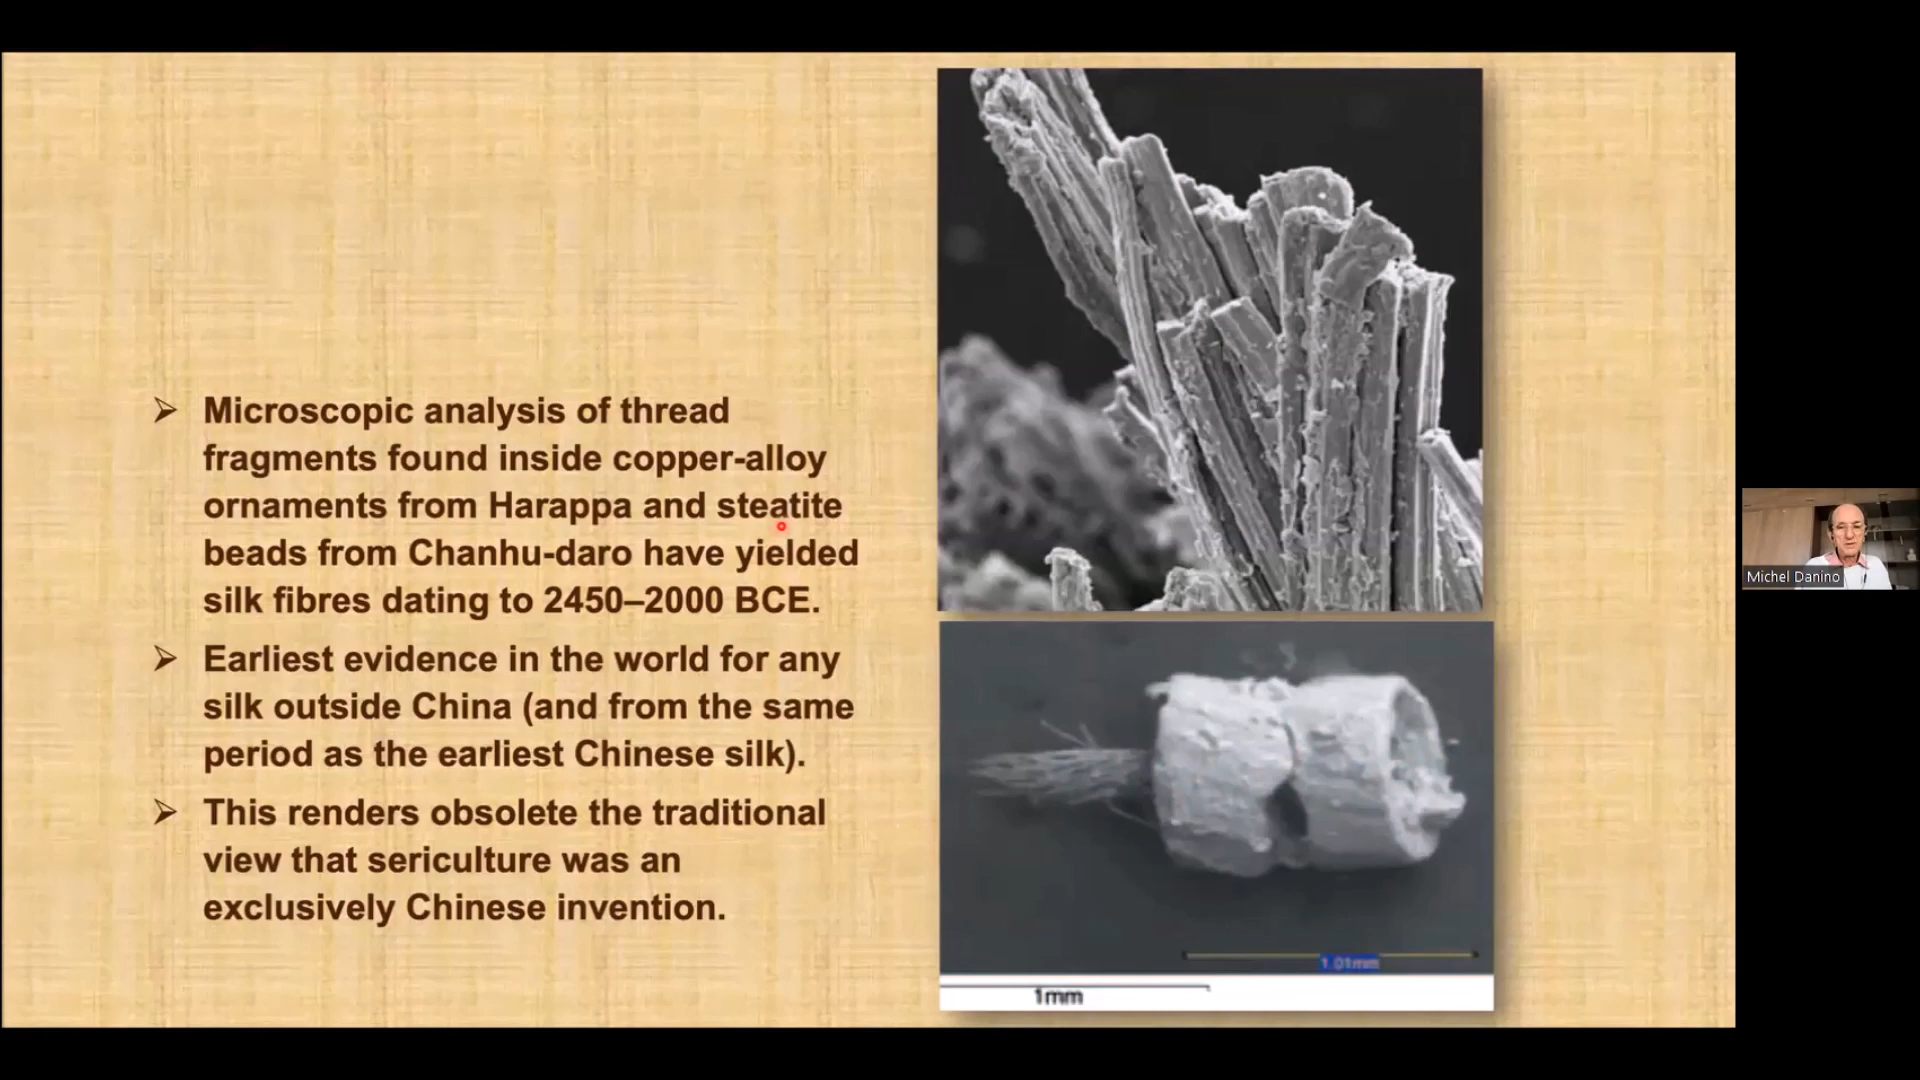 ➢ Microscopic analysis of thread
fragments found inside copper-alloy
ornaments from Harappa and steatite
beads from Chanhu-daro have yielded
silk fibres dating to 2450–2000 BCE.
➢ Earliest evidence in the world for any
silk outside China (and from the same
period as the earliest Chinese silk).
➢ This renders obsolete the traditional
view that sericulture was an
exclusively Chinese invention.
1.01mm
1mm
Michel Danino